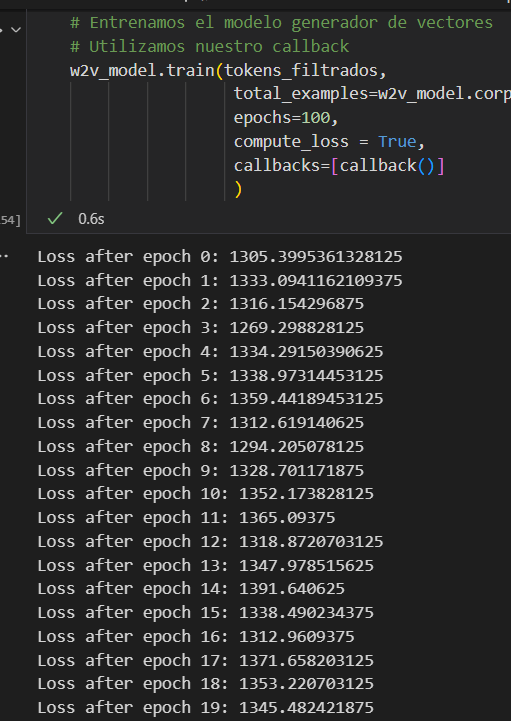 # Entrenamos el modelo generador de vectores
# Utilizamos nuestro callback
w2v_model.train(tokens_filtrados,
total_examples=w2v_model.corp
epochs=100,
compute_loss = True,
callbacks=[callback()]
)
54] ✓ 0.6s
Loss after epoch 0: 1305.3995361328125
Loss after epoch 1: 1333.0941162109375
Loss after epoch 2: 1316.154296875
Loss after epoch 3: 1269.298828125
Loss after epoch 4: 1334.29150390625
Loss after epoch 5: 1338.97314453125
Loss after epoch 6: 1359.44189453125
Loss after epoch 7: 1312.619140625
Loss after epoch 8: 1294.205078125
Loss after epoch 9: 1328.701171875
Loss after epoch 10: 1352.173828125
Loss after epoch 11: 1365.09375
Loss after epoch 12: 1318.8720703125
Loss after epoch 13: 1347.978515625
Loss after epoch 14: 1391.640625
Loss after epoch 15: 1338.490234375
Loss after epoch 16: 1312.9609375
Loss after epoch 17: 1371.658203125
Loss after epoch 18: 1353.220703125
Loss after epoch 19: 1345.482421875